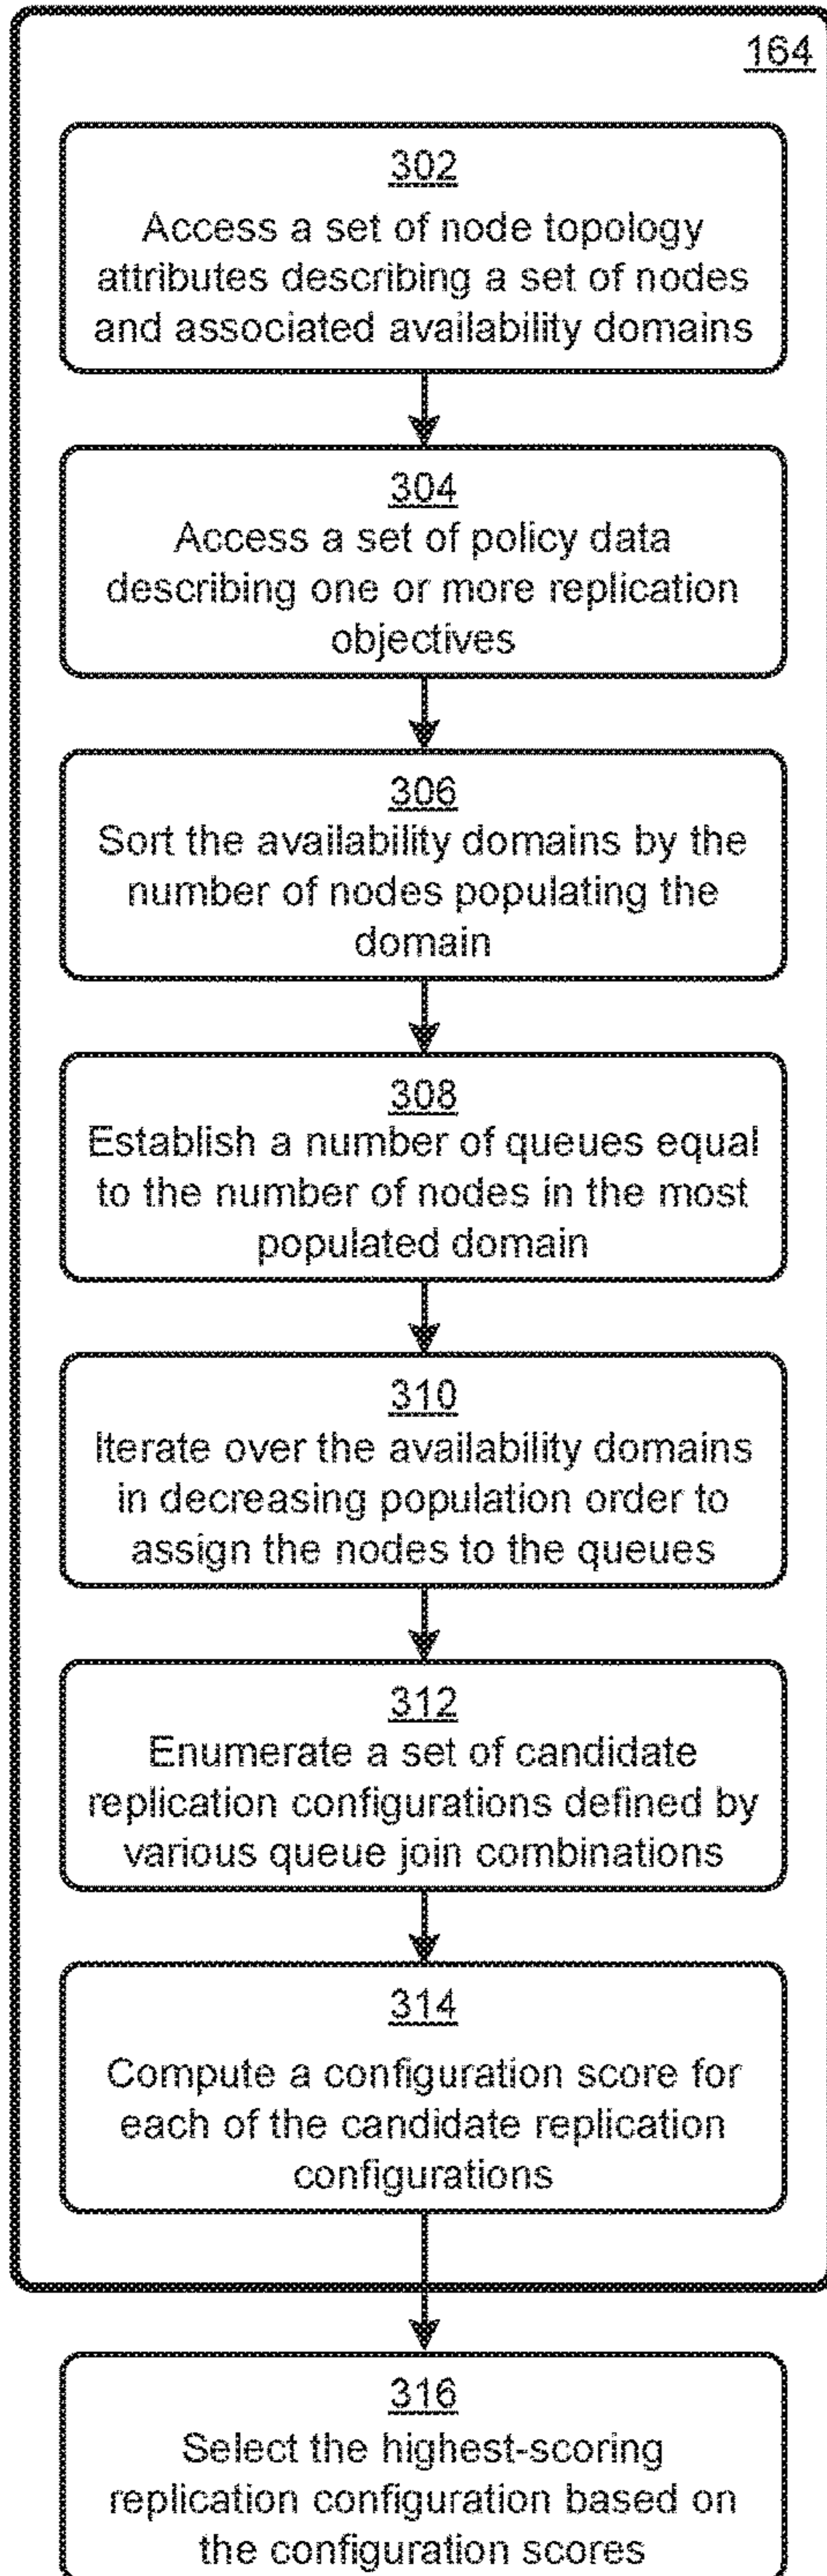 164
302
Access a set of node topology
attributes describing a set of nodes
and associated availability domains
304
Access a set of policy data
describing one or more replication
objectives
306
Sort the availability domains by the
number of nodes populating the
domain
308
Establish a number of queues equal
to the number of nodes in the most
populated domain
310
Iterate over the availability domains
in decreasing population order to
assign the nodes to the queues
312
Enumerate a set of candidate
replication configurations defined by
various queue join combinations
314
Compute a configuration score for
each of the candidate replication
configurations
316
Select the highest-scoring
replication configuration based on
the configuration scores